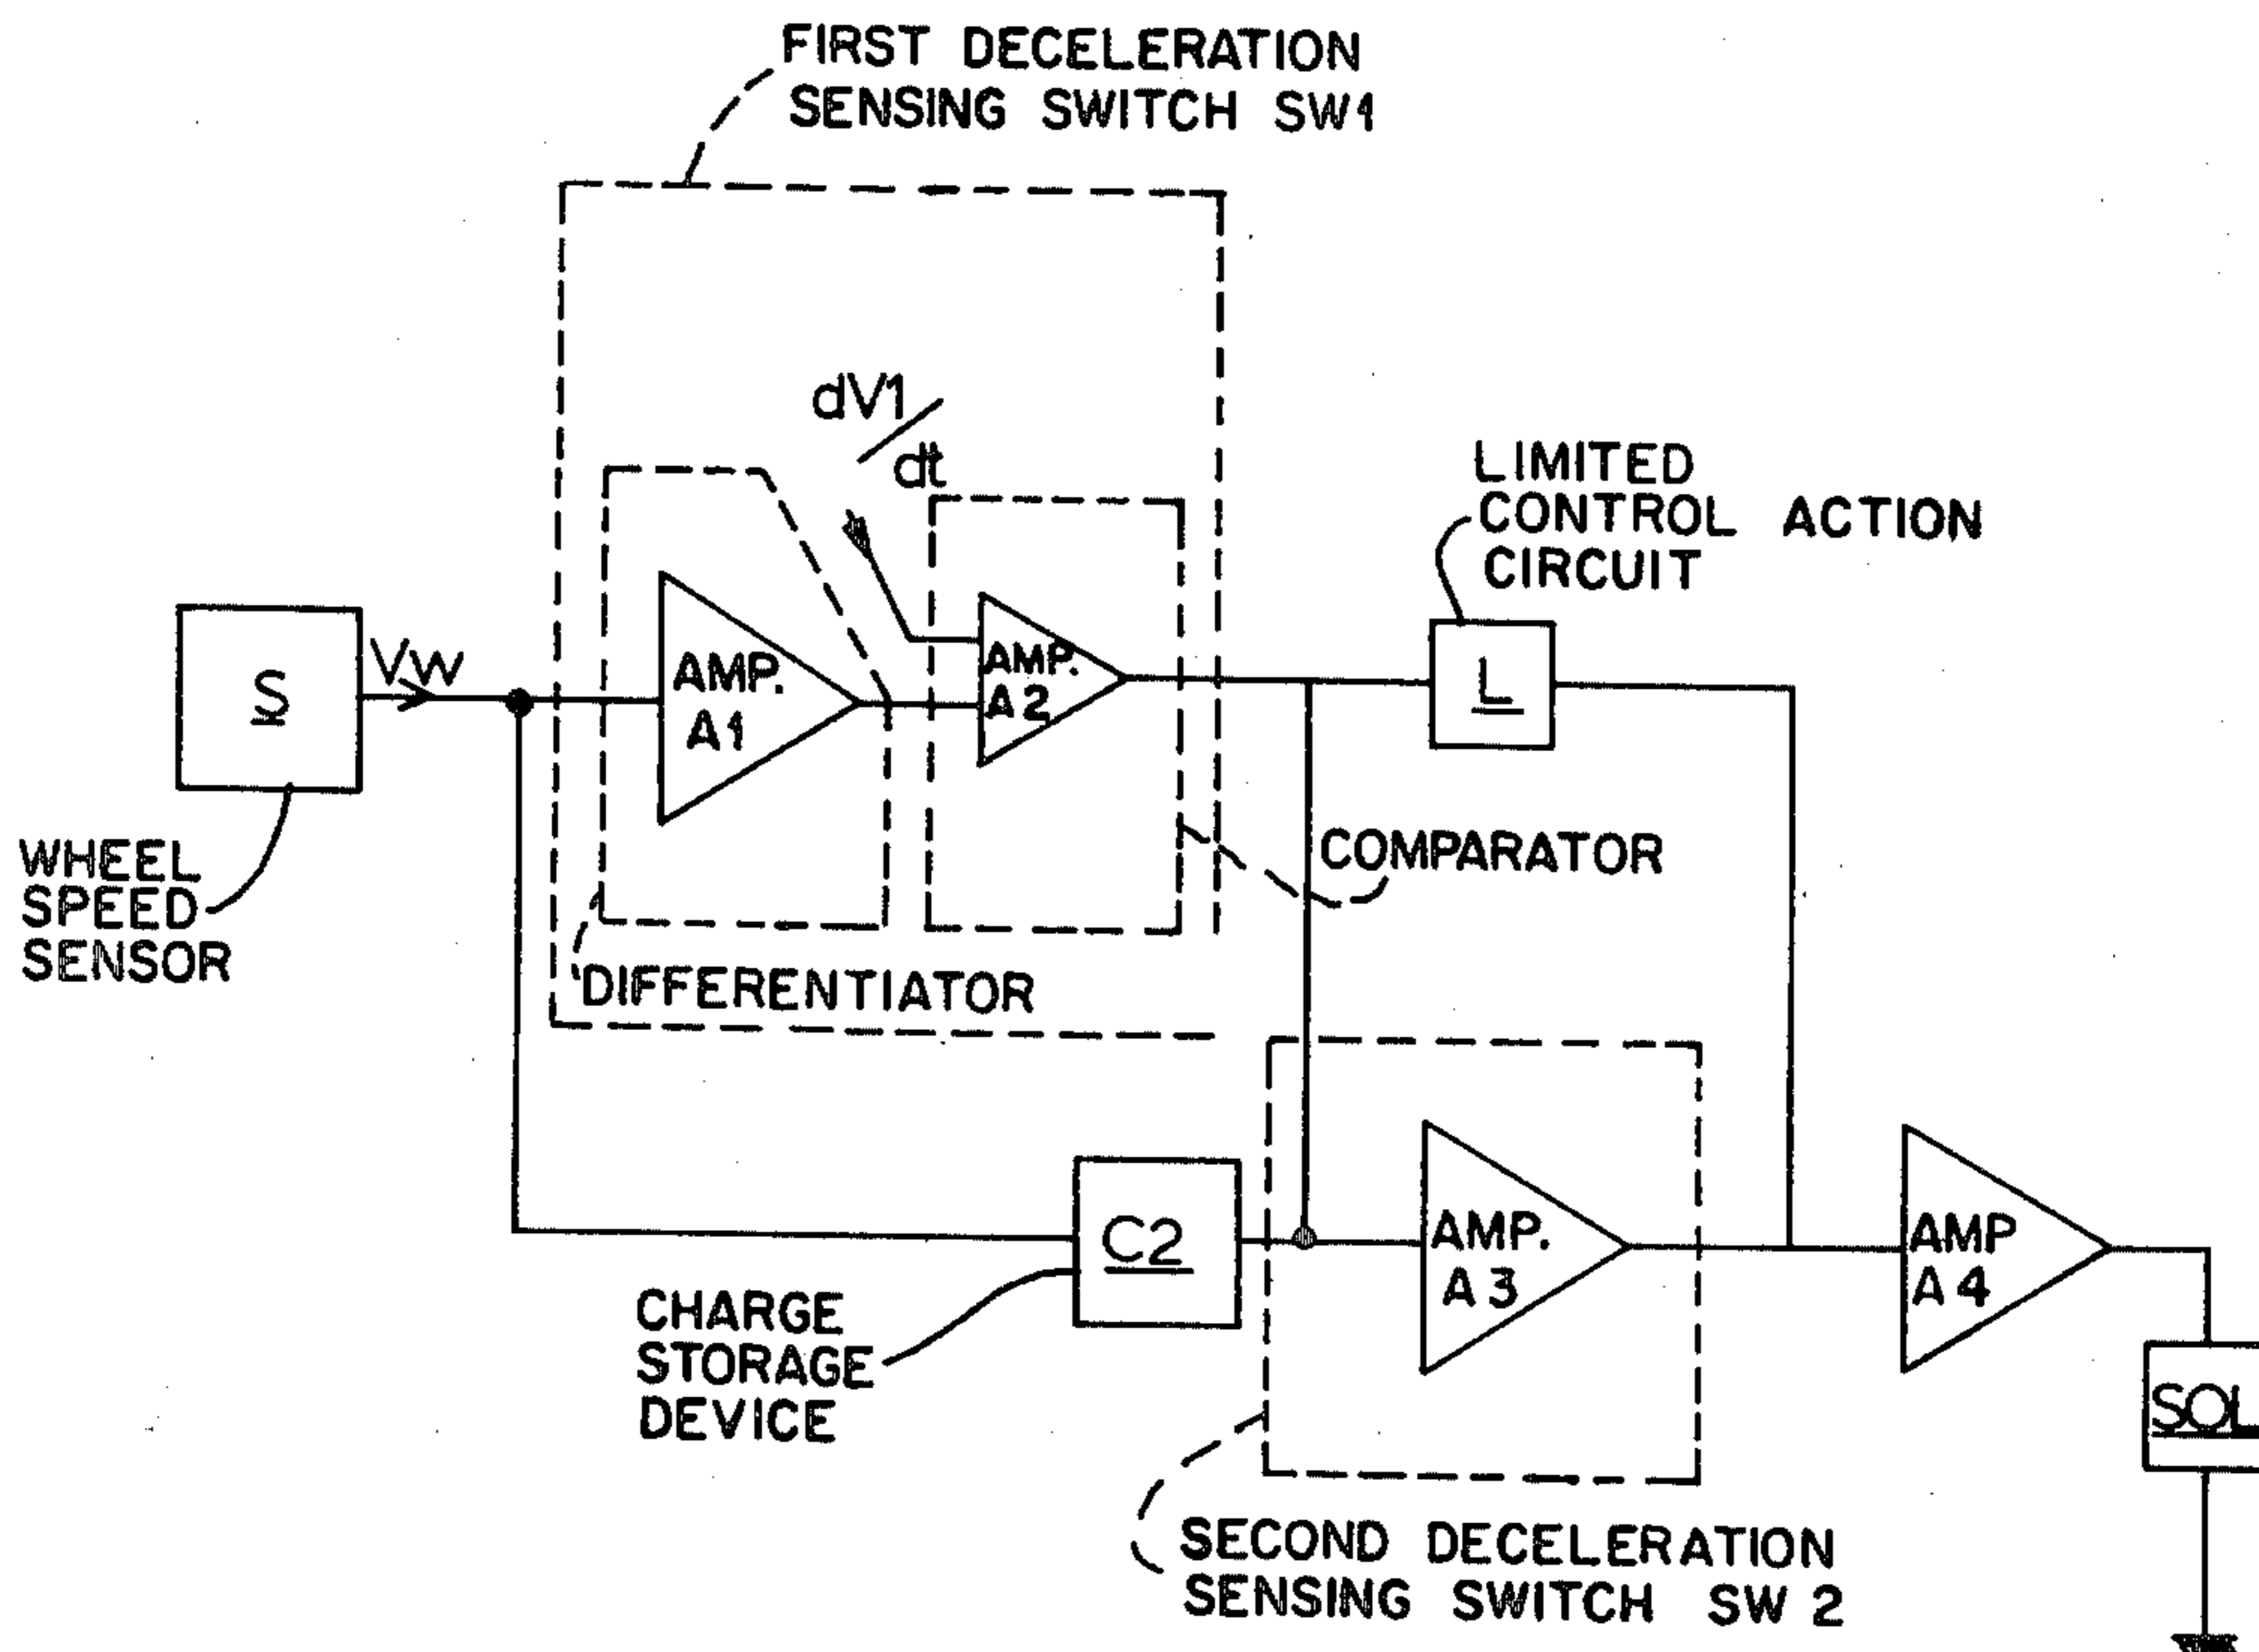 FIRST DECELERATION
SENSING SWITCH SW1
dV1/
dt
LIMITED
CONTROL ACTION
CIRCUIT
S
VW
AMP.
A1
AMP.
A2
L
WHEEL
SPEED
SENSOR
COMPARATOR
DIFFERENTIATOR
C2
AMP.
A3
AMP
A4
CHARGE
STORAGE
DEVICE
SOL
SECOND DECELERATION
SENSING SWITCH SW 2